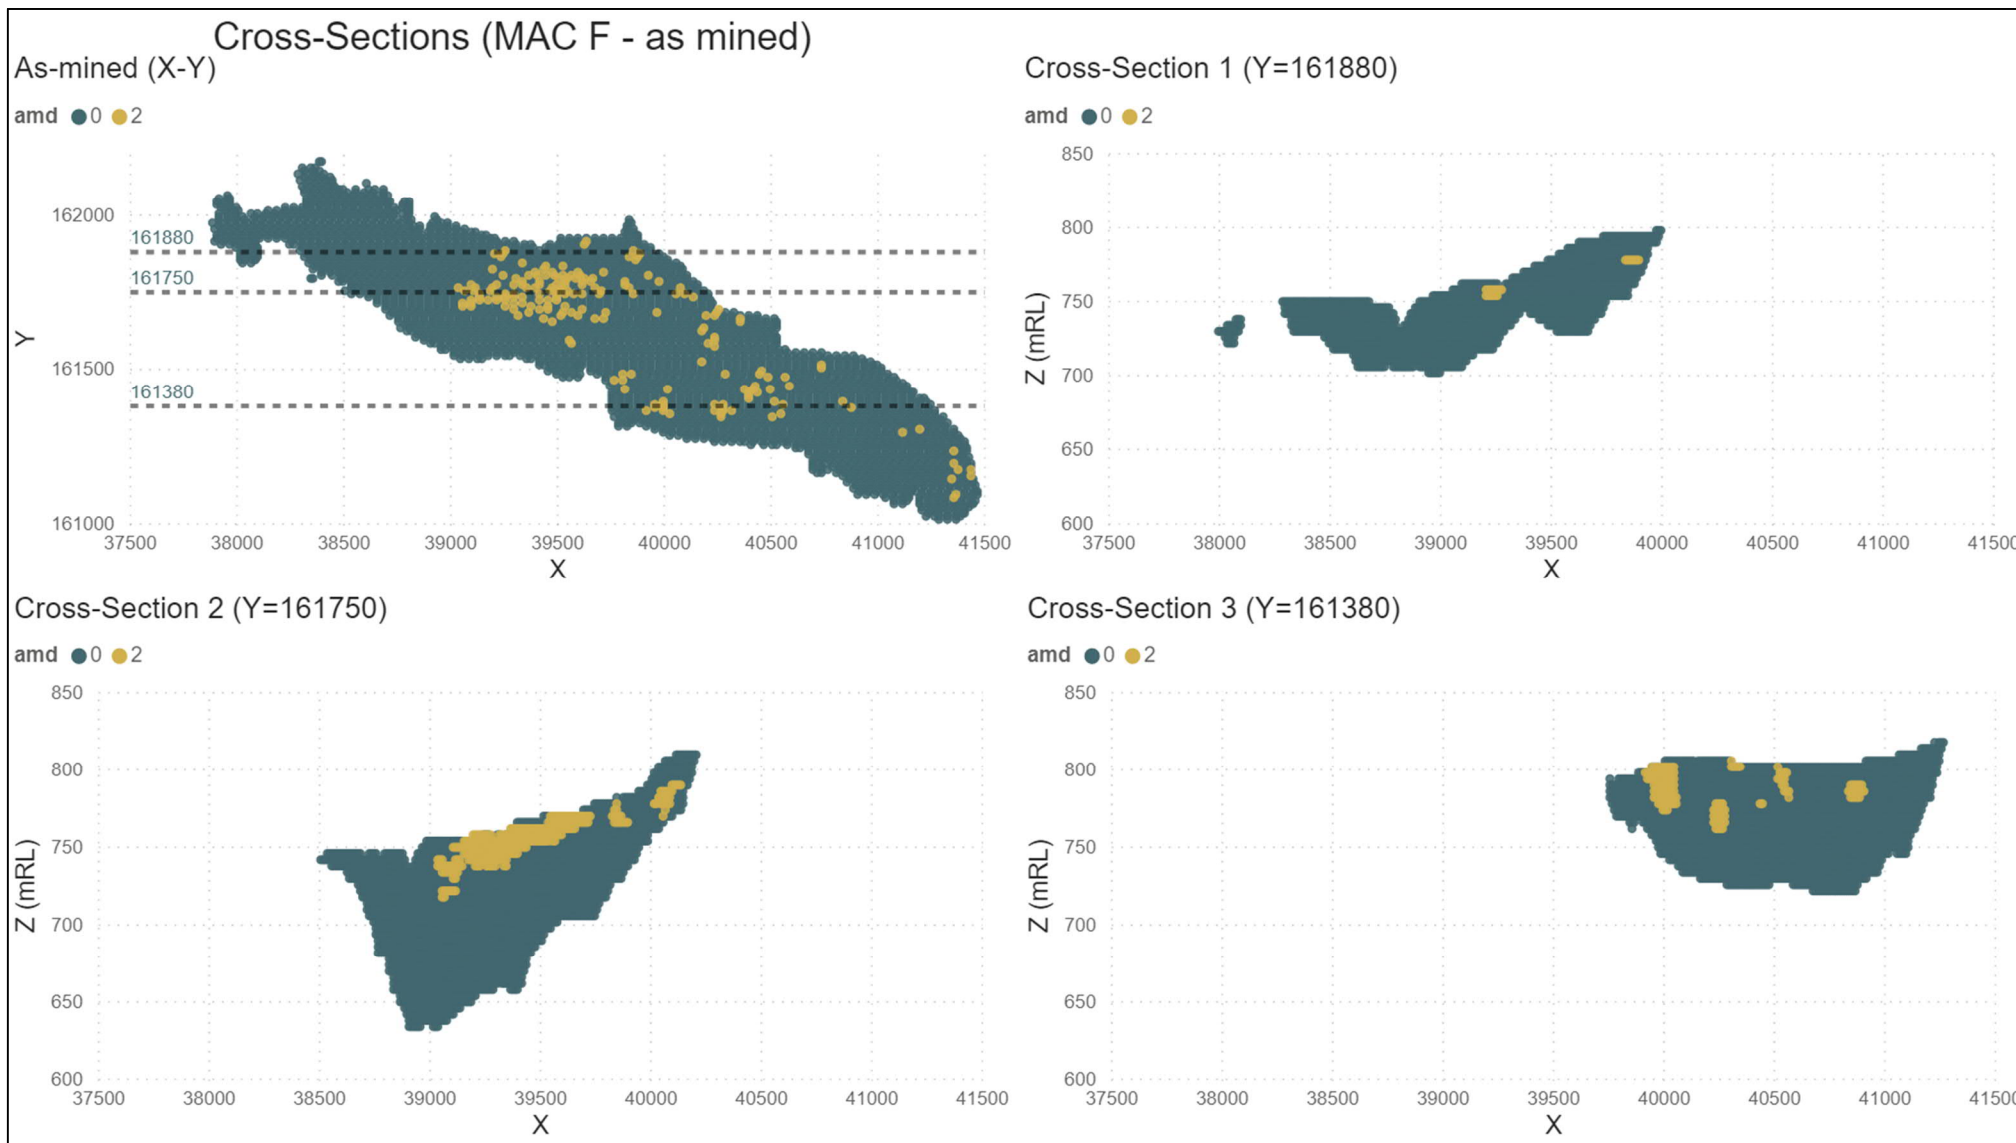 Cross-Sections (MAC F - as mined)
As-mined (X-Y)
amd 0 2
162000
161500
161000
161880
161750
161380
Y
37500 38000 38500 39000 39500 40000 40500 41000 41500
X
Cross-Section 1 (Y=161880)
amd 0 2
850
800
750
700
650
600
Z (mRL)
37500 38000 38500 39000 39500 40000 40500 41000 4150
X
Cross-Section 2 (Y=161750)
amd 0 2
850
800
750
700
650
600
Z (mRL)
37500 38000 38500 39000 39500 40000 40500 41000 41500
X
Cross-Section 3 (Y=161380)
amd 0 2
850
800
750
700
650
600
Z (mRL)
37500 38000 38500 39000 39500 40000 40500 41000 4150
X